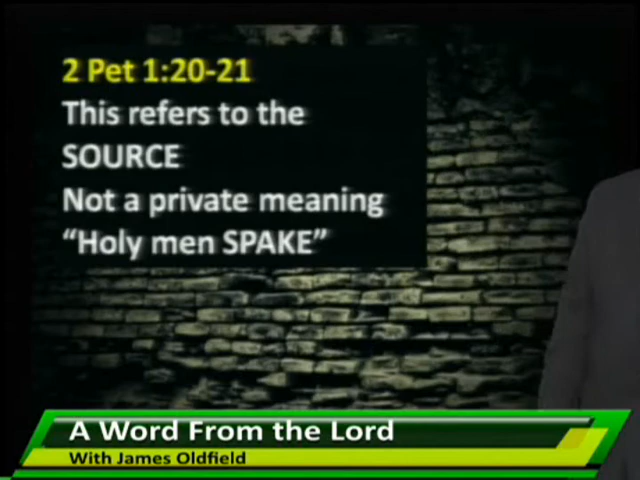 2 Pet 1:20-21
This refers to the
SOURCE
Not a private meaning
“Holy men SPAKE”
A Word From the Lord
With James Oldfield